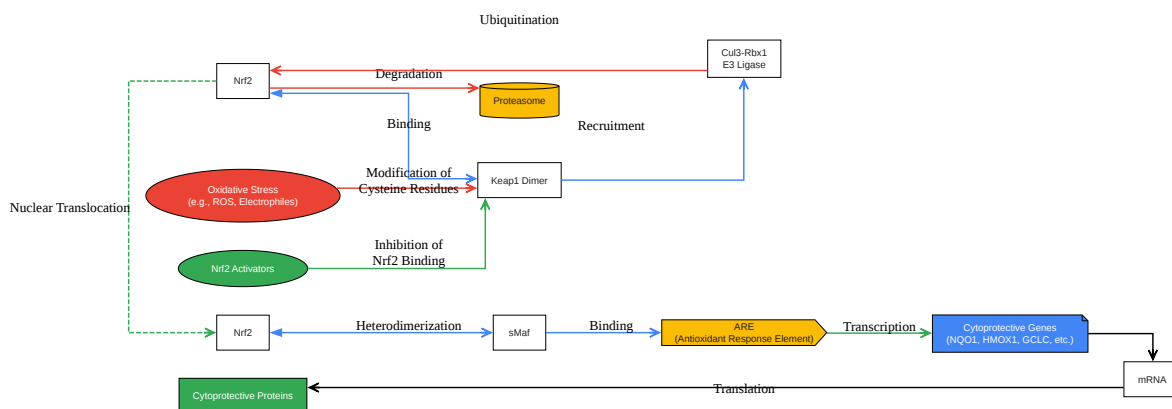 Ubiquitination
Cul3-Rbx1
E3 Ligase
Nrf2
Degradation
Proteasome
Binding
Recruitment
Modification of
Cysteine Residues
Keap1 Dimer
Oxidative Stress
(e.g., ROS, Electrophiles)
Nuclear Translocation
Inhibition of
Nrf2 Binding
Nrf2 Activators
Nrf2
Heterodimerization
sMaf
Binding
ARE
(Antioxidant Response Element)
Transcription
Cytoprotective Genes
(NQO1, HMOX1, GCLC, etc.)
mRNA
Translation
Cytoprotective Proteins